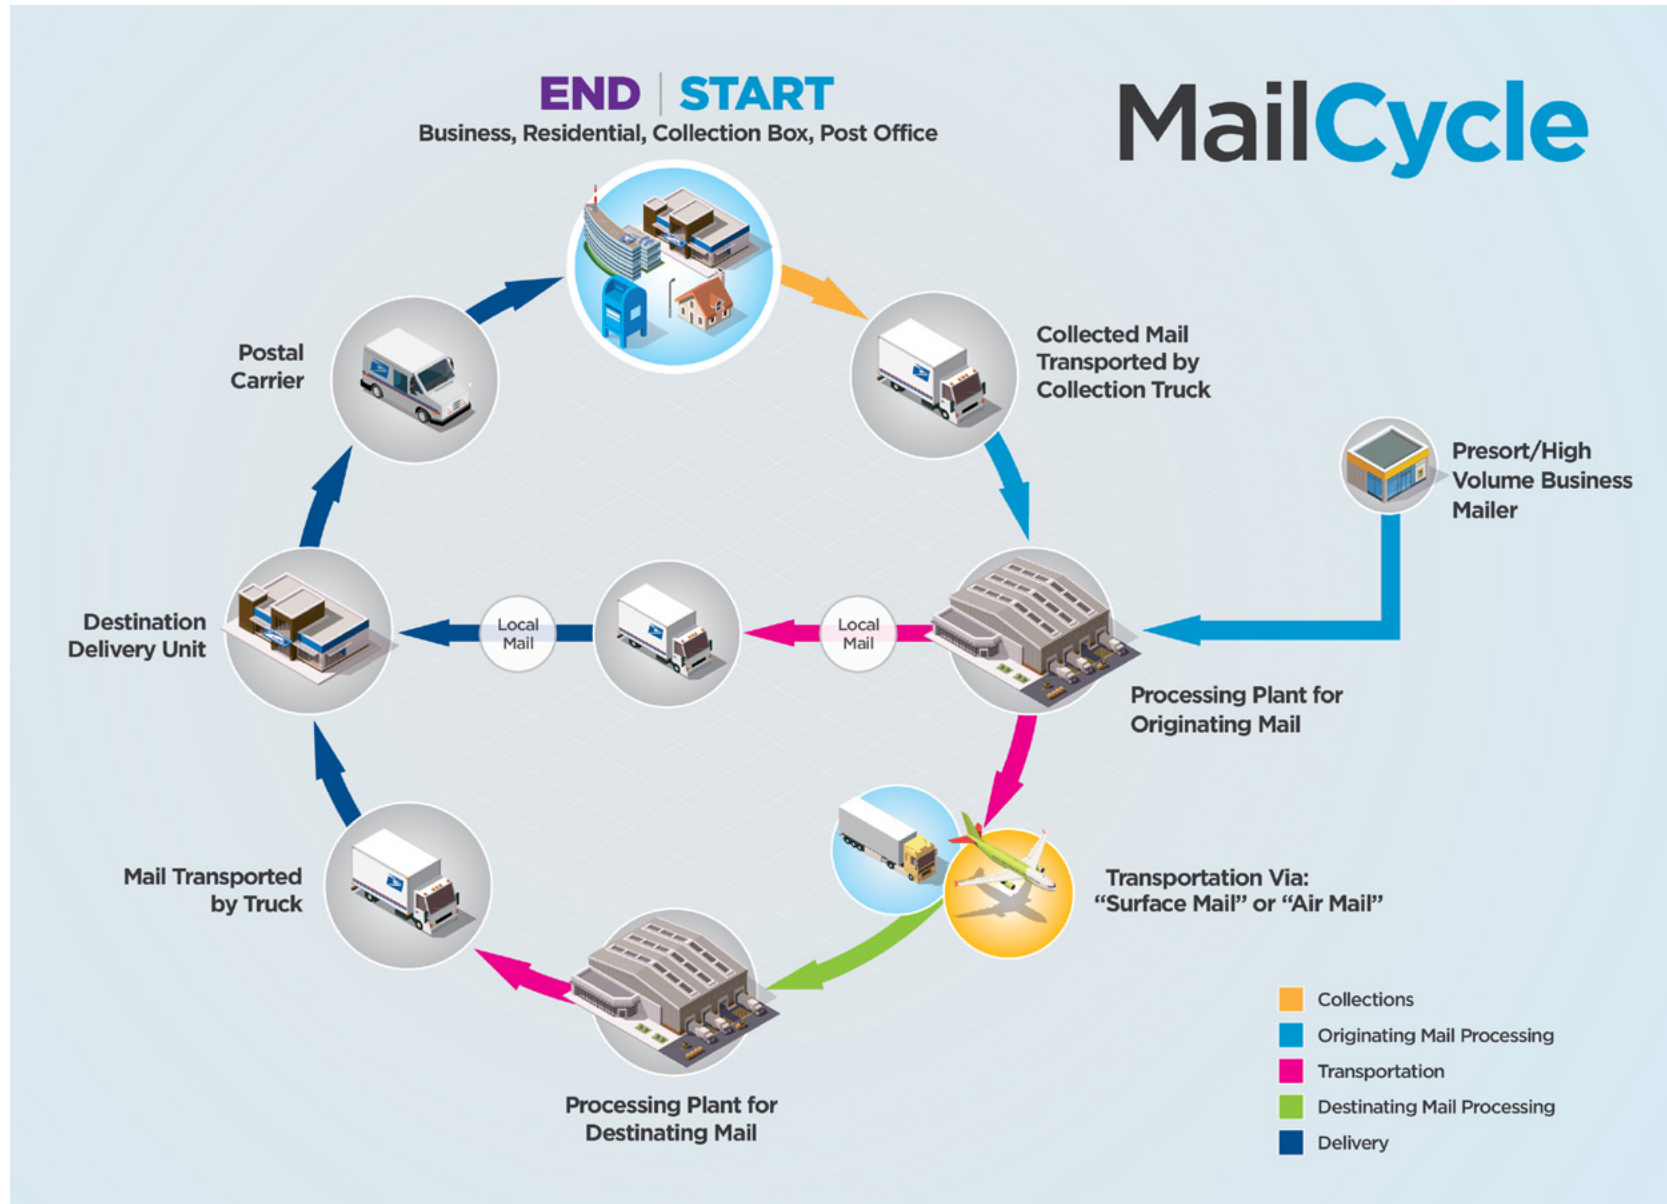 END | START
Business, Residential, Collection Box, Post Office
MailCycle
Postal
Carrier
Collected Mail
Transported by
Collection Truck
Presort/High
Volume Business
Mailer
Destination
Delivery Unit
Local
Mail
Local
Mail
Processing Plant for
Originating Mail
Mail Transported
by Truck
Transportation Via:
“Surface Mail” or “Air Mail”
Processing Plant for
Destinating Mail
Collections
Originating Mail Processing
Transportation
Destinating Mail Processing
Delivery